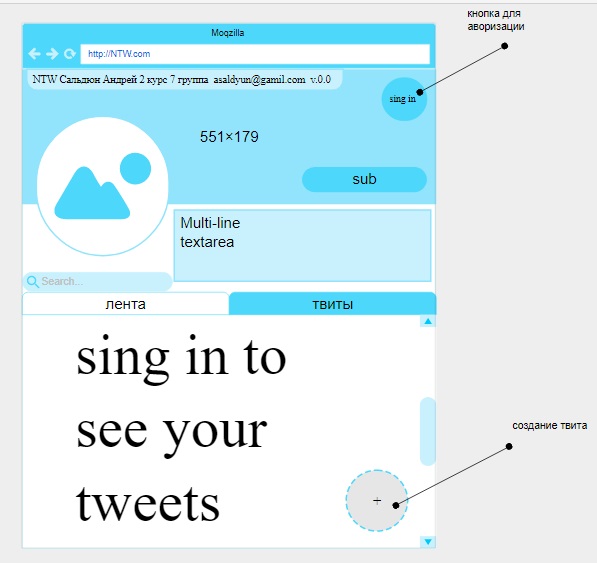 кнопка для
аворизации
Moqzilla
http://NTW.com
NTW Сальдюн Андрей 2 курс 7 группа asaldyun@gamil.com v.0.0
sing in
551×179
sub
Multi-line
textarea
Search...
лента
твиты
sing in to
see your
tweets
создание твита
+